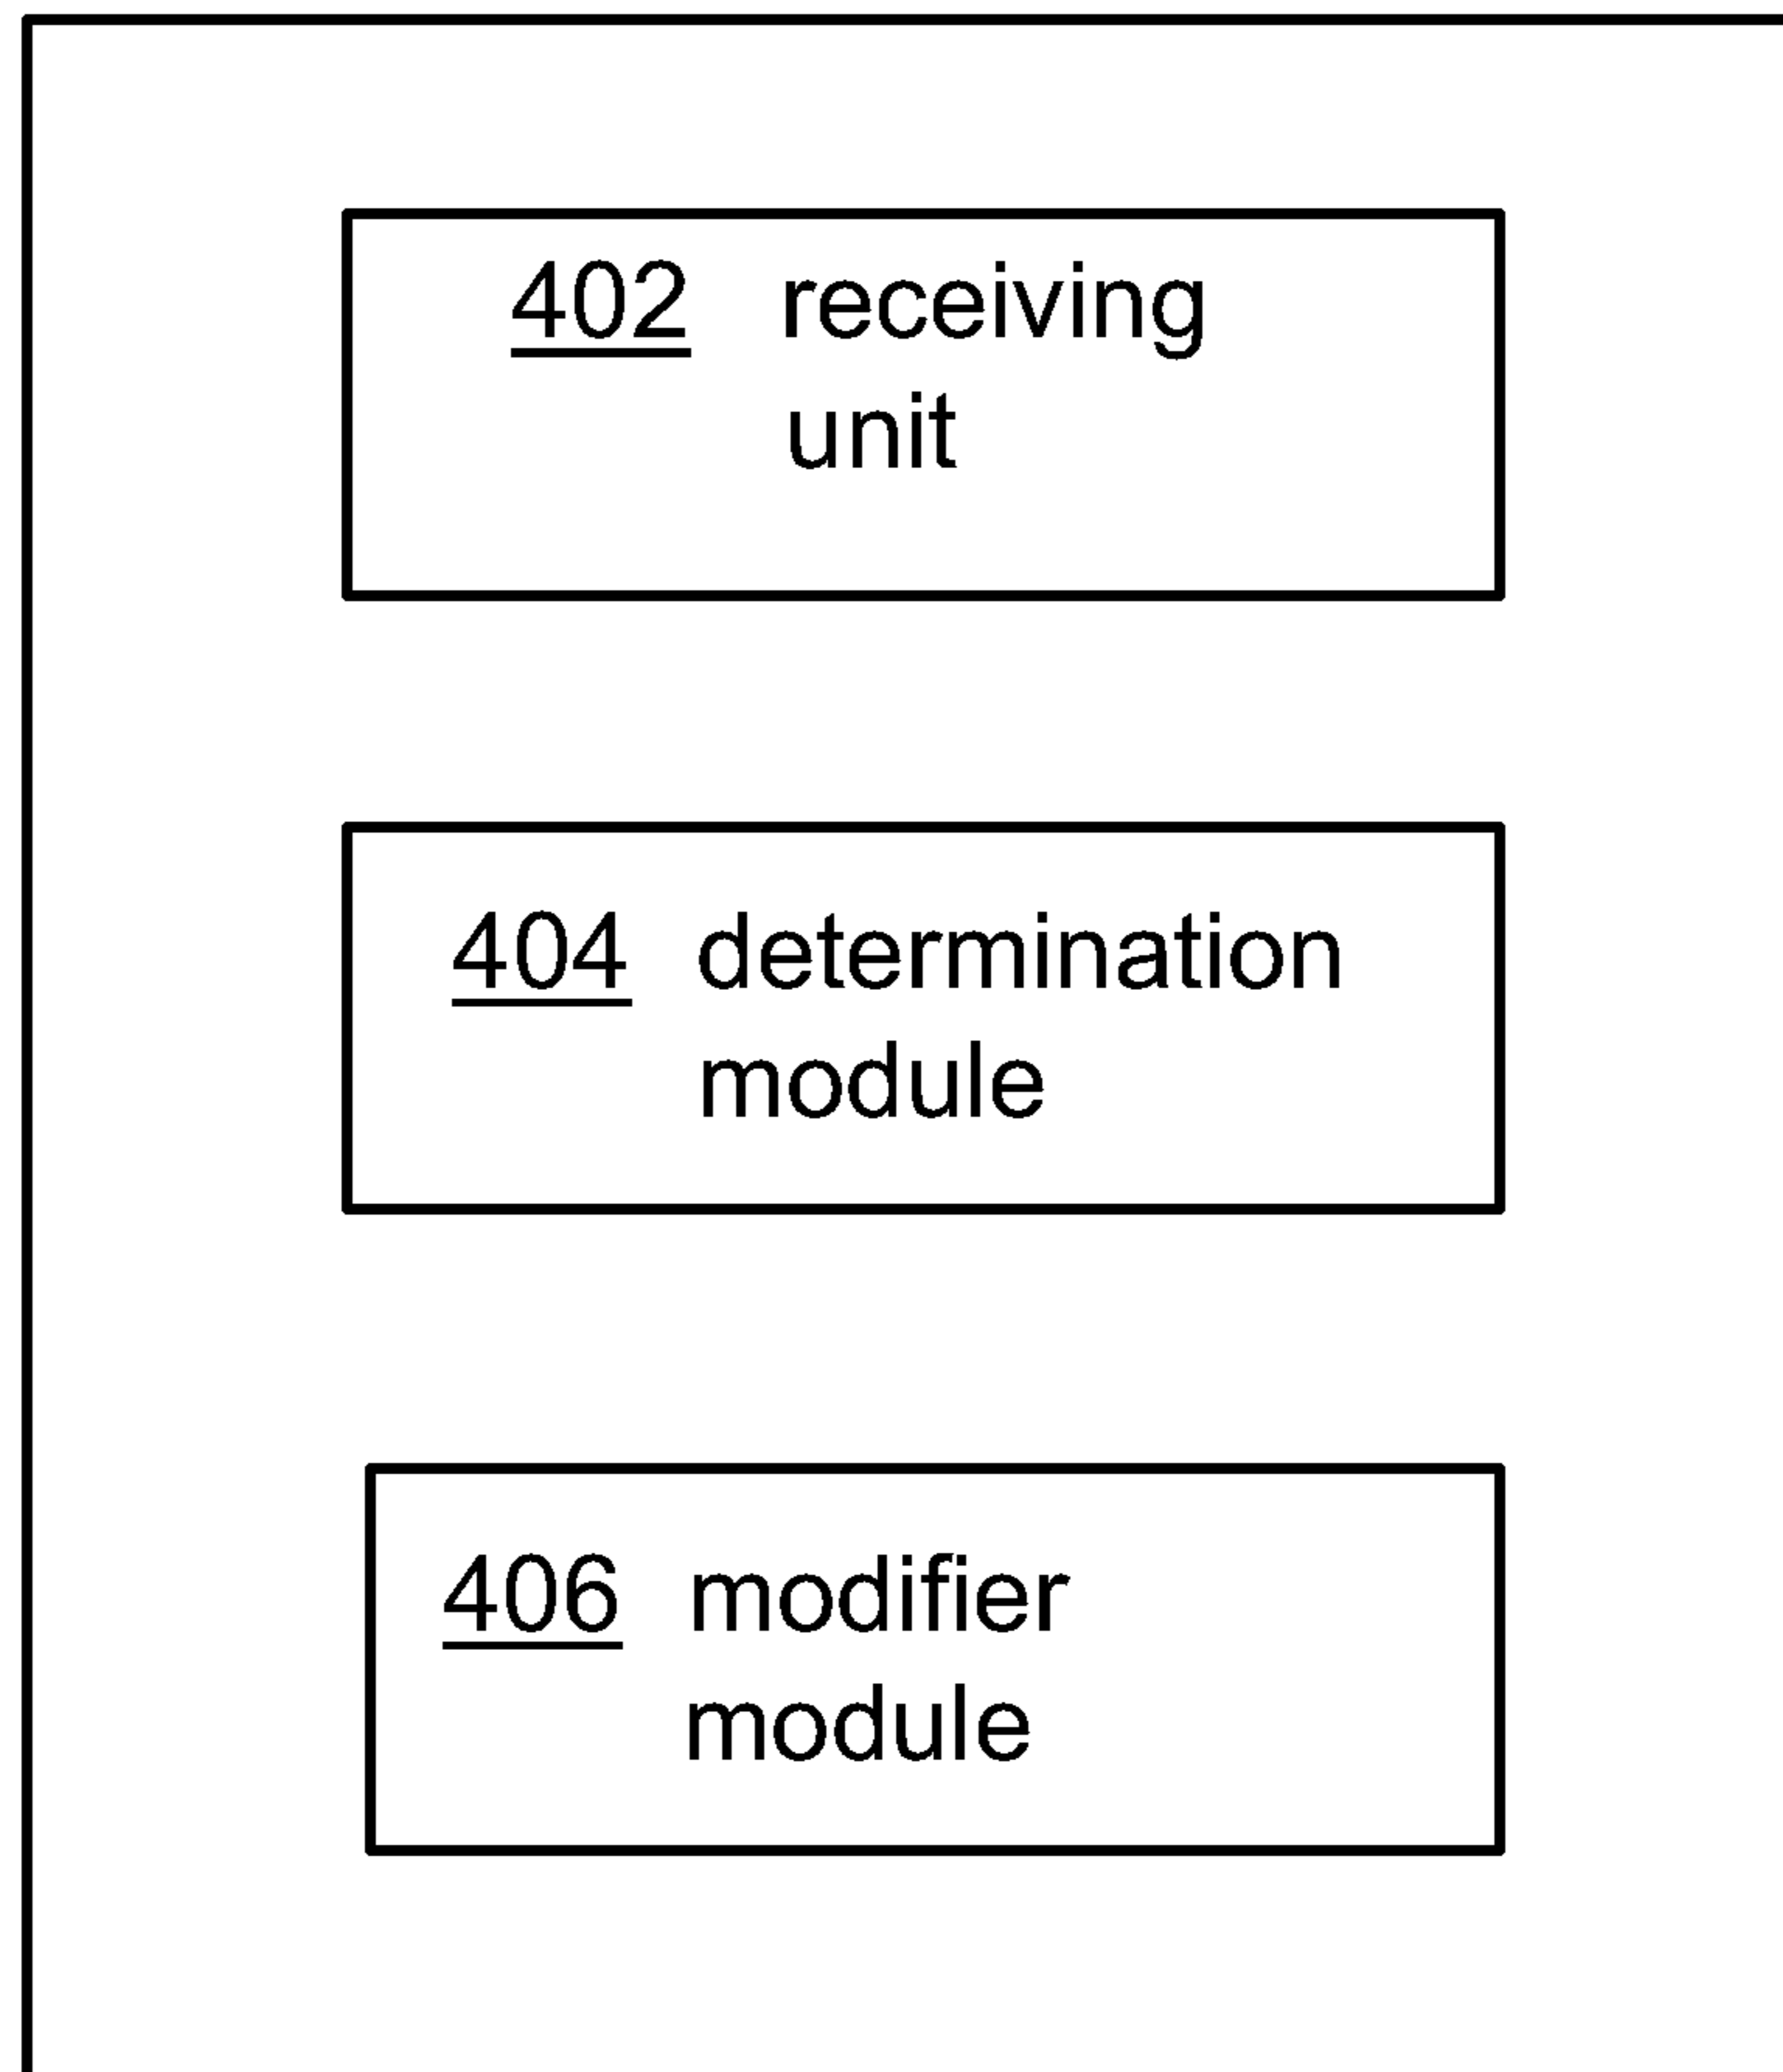 402 receiving
unit
404 determination
module
406 modifier
module